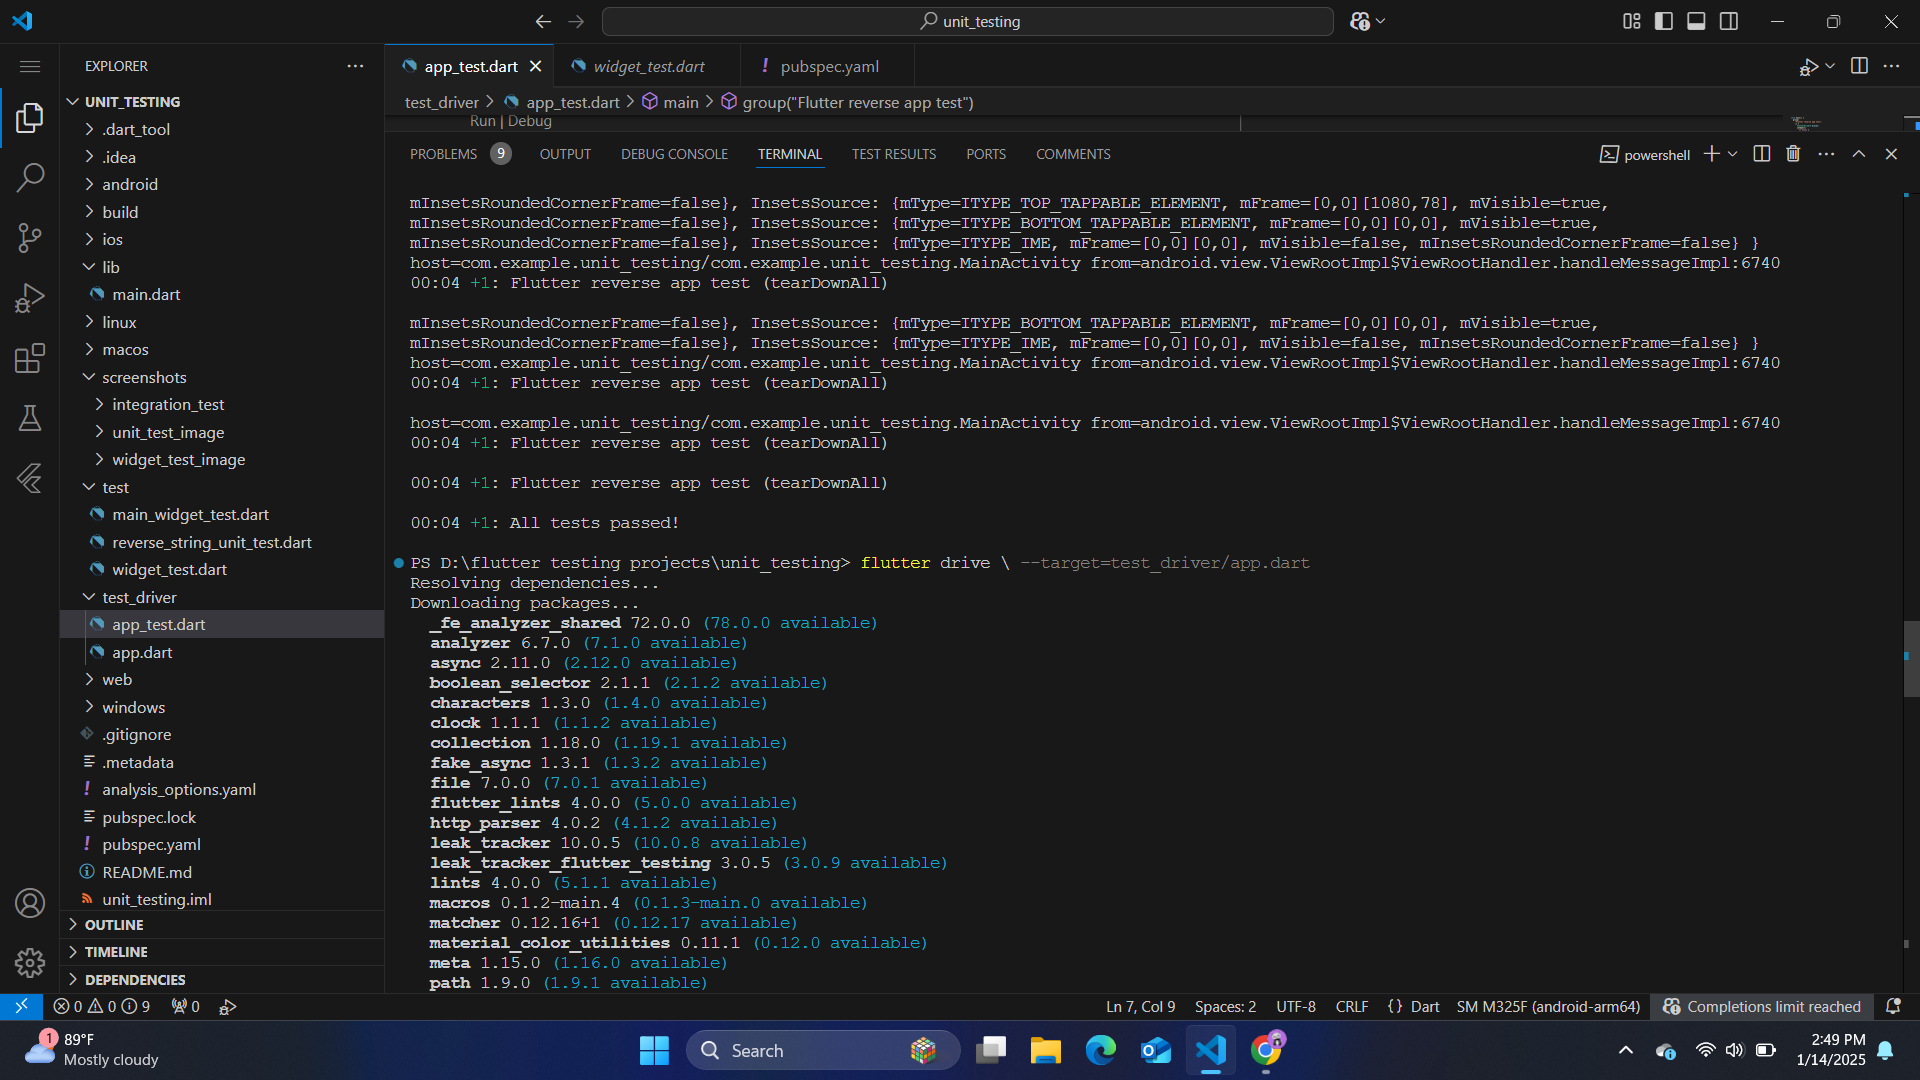 unit_testing
EXPLORER
UNIT_TESTING
.dart_tool
.idea
android
build
ios
lib
main.dart
linux
macos
screenshots
integration_test
unit_test_image
widget_test_image
test
main_widget_test.dart
reverse_string_unit_test.dart
widget_test.dart
test_driver
app_test.dart
app.dart
web
windows
.gitignore
.metadata
analysis_options.yaml
pubspec.lock
pubspec.yaml
README.md
unit_testing.iml
OUTLINE
TIMELINE
DEPENDENCIES
app_test.dart
widget_test.dart
! pubspec.yaml
test_driver > app_test.dart > main > group("Flutter reverse app test")
Run | Debug
PROBLEMS 9 OUTPUT DEBUG CONSOLE TERMINAL TEST RESULTS PORTS COMMENTS
powershell
mInsetsRoundedCornerFrame=false}, InsetsSource: {mType=ITYPE_TOP_TAPPABLE_ELEMENT, mFrame=[0,0][1080,78], mVisible=true,
mInsetsRoundedCornerFrame=false}, InsetsSource: {mType=ITYPE_BOTTOM_TAPPABLE_ELEMENT, mFrame=[0,0][0,0], mVisible=true,
mInsetsRoundedCornerFrame=false}, InsetsSource: {mType=ITYPE_IME, mFrame=[0,0][0,0], mVisible=false, mInsetsRoundedCornerFrame=false} }
host=com.example.unit_testing/com.example.unit_testing.MainActivity from=android.view.ViewRootImpl$ViewRootHandler.handleMessageImpl:6740
00:04 +1: Flutter reverse app test (tearDownAll)
mInsetsRoundedCornerFrame=false}, InsetsSource: {mType=ITYPE_BOTTOM_TAPPABLE_ELEMENT, mFrame=[0,0][0,0], mVisible=true,
mInsetsRoundedCornerFrame=false}, InsetsSource: {mType=ITYPE_IME, mFrame=[0,0][0,0], mVisible=false, mInsetsRoundedCornerFrame=false} }
host=com.example.unit_testing/com.example.unit_testing.MainActivity from=android.view.ViewRootImpl$ViewRootHandler.handleMessageImpl:6740
00:04 +1: Flutter reverse app test (tearDownAll)
host=com.example.unit_testing/com.example.unit_testing.MainActivity from=android.view.ViewRootImpl$ViewRootHandler.handleMessageImpl:6740
00:04 +1: Flutter reverse app test (tearDownAll)
00:04 +1: Flutter reverse app test (tearDownAll)
00:04 +1: All tests passed!
PS D:\flutter testing projects\unit_testing> flutter drive \ --target=test_driver/app.dart
Resolving dependencies...
Downloading packages...
_fe_analyzer_shared 72.0.0 (78.0.0 available)
analyzer 6.7.0 (7.1.0 available)
async 2.11.0 (2.12.0 available)
boolean_selector 2.1.1 (2.1.2 available)
characters 1.3.0 (1.4.0 available)
clock 1.1.1 (1.1.2 available)
collection 1.18.0 (1.19.1 available)
fake_async 1.3.1 (1.3.2 available)
file 7.0.0 (7.0.1 available)
flutter_lints 4.0.0 (5.0.0 available)
http_parser 4.0.2 (4.1.2 available)
leak_tracker 10.0.5 (10.0.8 available)
leak_tracker_flutter_testing 3.0.5 (3.0.9 available)
lints 4.0.0 (5.1.1 available)
macros 0.1.2-main.4 (0.1.3-main.0 available)
matcher 0.12.16+1 (0.12.17 available)
material_color_utilities 0.11.1 (0.12.0 available)
meta 1.15.0 (1.16.0 available)
path 1.9.0 (1.9.1 available)
0 0 9 0
Ln 7, Col 9 Spaces: 2 UTF-8 CRLF {} Dart SM M325F (android-arm64) Completions limit reached
1
89°F
Mostly cloudy
Search
2:49 PM
1/14/2025